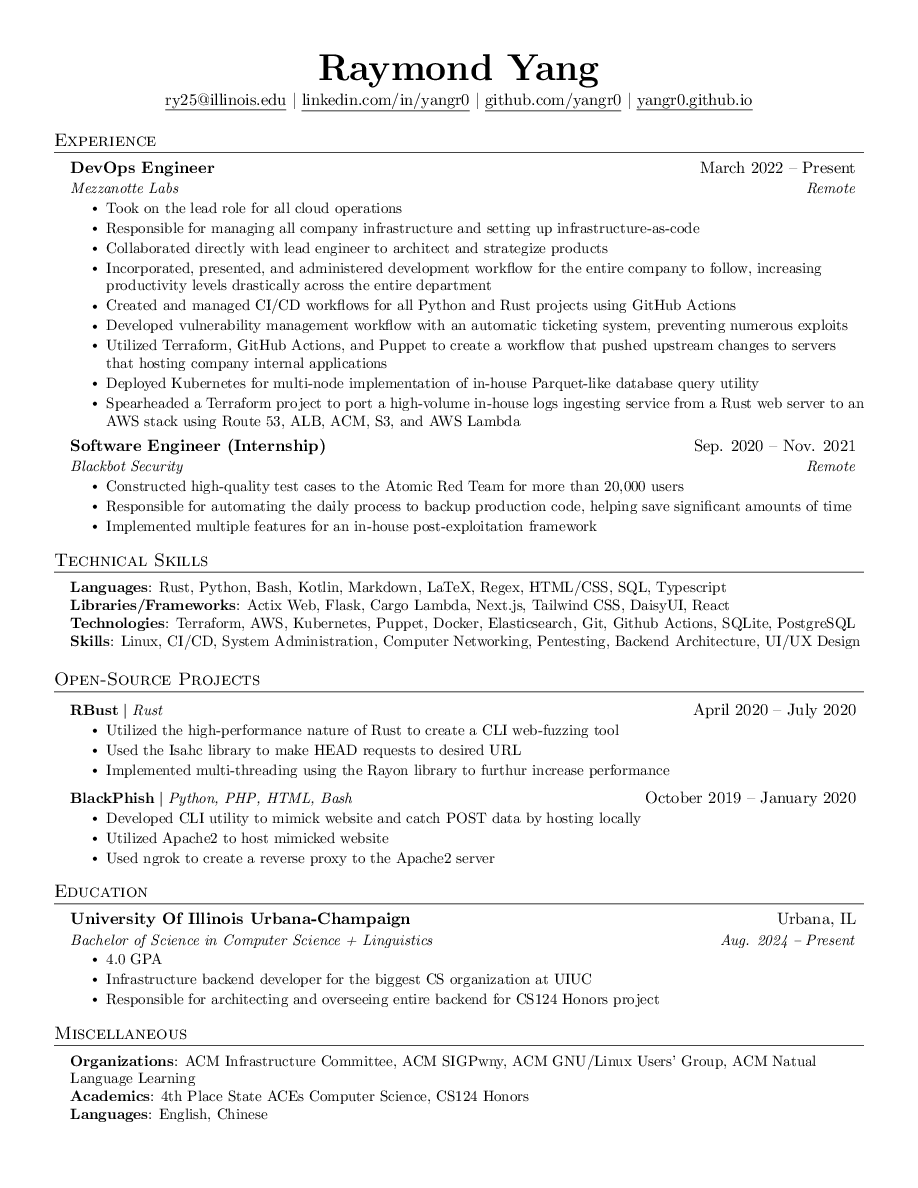 Raymond Yang
ry25@illinois.edu | linkedin.com/in/yangr0 | github.com/yangr0 | yangr0.github.io
Experience
DevOps Engineer March 2022 – Present
Mezzanotte Labs Remote
• Took on the lead role for all cloud operations
• Responsible for managing all company infrastructure and setting up infrastructure-as-code
• Collaborated directly with lead engineer to architect and strategize products
• Incorporated, presented, and administered development workflow for the entire company to follow, increasing
productivity levels drastically across the entire department
• Created and managed CI/CD workflows for all Python and Rust projects using GitHub Actions
• Developed vulnerability management workflow with an automatic ticketing system, preventing numerous exploits
• Utilized Terraform, GitHub Actions, and Puppet to create a workflow that pushed upstream changes to servers
that hosting company internal applications
• Deployed Kubernetes for multi-node implementation of in-house Parquet-like database query utility
• Spearheaded a Terraform project to port a high-volume in-house logs ingesting service from a Rust web server to an
AWS stack using Route 53, ALB, ACM, S3, and AWS Lambda
Software Engineer (Internship) Sep. 2020 – Nov. 2021
Blackbot Security Remote
• Constructed high-quality test cases to the Atomic Red Team for more than 20,000 users
• Responsible for automating the daily process to backup production code, helping save significant amounts of time
• Implemented multiple features for an in-house post-exploitation framework
Technical Skills
Languages: Rust, Python, Bash, Kotlin, Markdown, LaTeX, Regex, HTML/CSS, SQL, Typescript
Libraries/Frameworks: Actix Web, Flask, Cargo Lambda, Next.js, Tailwind CSS, DaisyUI, React
Technologies: Terraform, AWS, Kubernetes, Puppet, Docker, Elasticsearch, Git, Github Actions, SQLite, PostgreSQL
Skills: Linux, CI/CD, System Administration, Computer Networking, Pentesting, Backend Architecture, UI/UX Design
Open-Source Projects
RBust | Rust April 2020 – July 2020
• Utilized the high-performance nature of Rust to create a CLI web-fuzzing tool
• Used the Isahc library to make HEAD requests to desired URL
• Implemented multi-threading using the Rayon library to furthur increase performance
BlackPhish | Python, PHP, HTML, Bash October 2019 – January 2020
• Developed CLI utility to mimick website and catch POST data by hosting locally
• Utilized Apache2 to host mimicked website
• Used ngrok to create a reverse proxy to the Apache2 server
Education
University Of Illinois Urbana-Champaign Urbana, IL
Bachelor of Science in Computer Science + Linguistics Aug. 2024 – Present
• 4.0 GPA
• Infrastructure backend developer for the biggest CS organization at UIUC
• Responsible for architecting and overseeing entire backend for CS124 Honors project
Miscellaneous
Organizations: ACM Infrastructure Committee, ACM SIGPwny, ACM GNU/Linux Users' Group, ACM Natual
Language Learning
Academics: 4th Place State ACEs Computer Science, CS124 Honors
Languages: English, Chinese